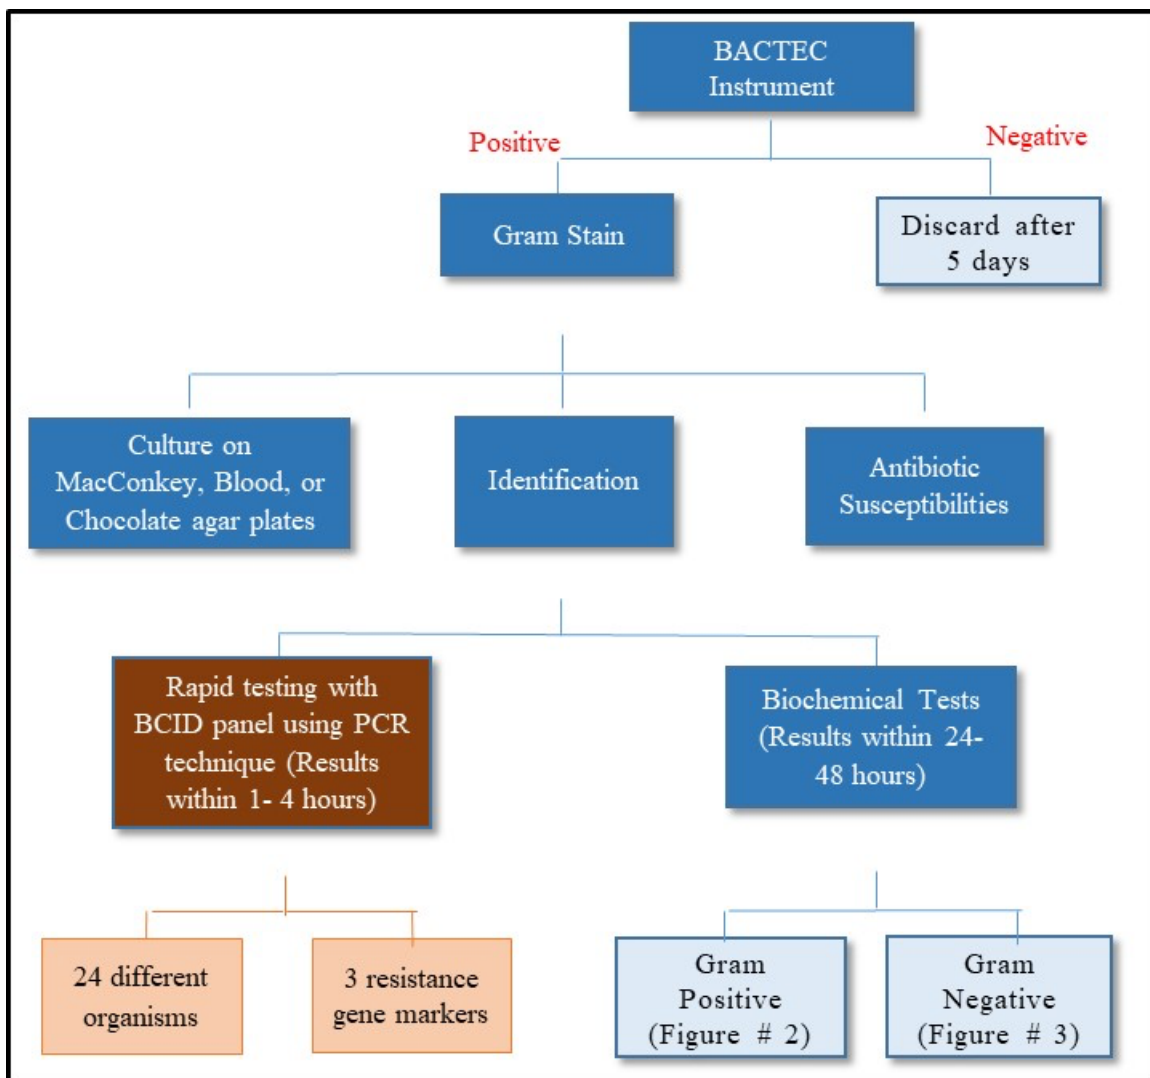 BACTEC
Instrument
Positive
Negative
Gram Stain
Discard after
5 days
Culture on
MacConkey, Blood, or
Chocolate agar plates
Identification
Antibiotic
Susceptibilities
Rapid testing with
BCID panel using PCR
technique (Results
within 1- 4 hours)
Biochemical Tests
(Results within 24-
48 hours)
24 different
organisms
3 resistance
gene markers
Gram
Positive
(Figure # 2)
Gram
Negative
(Figure # 3)